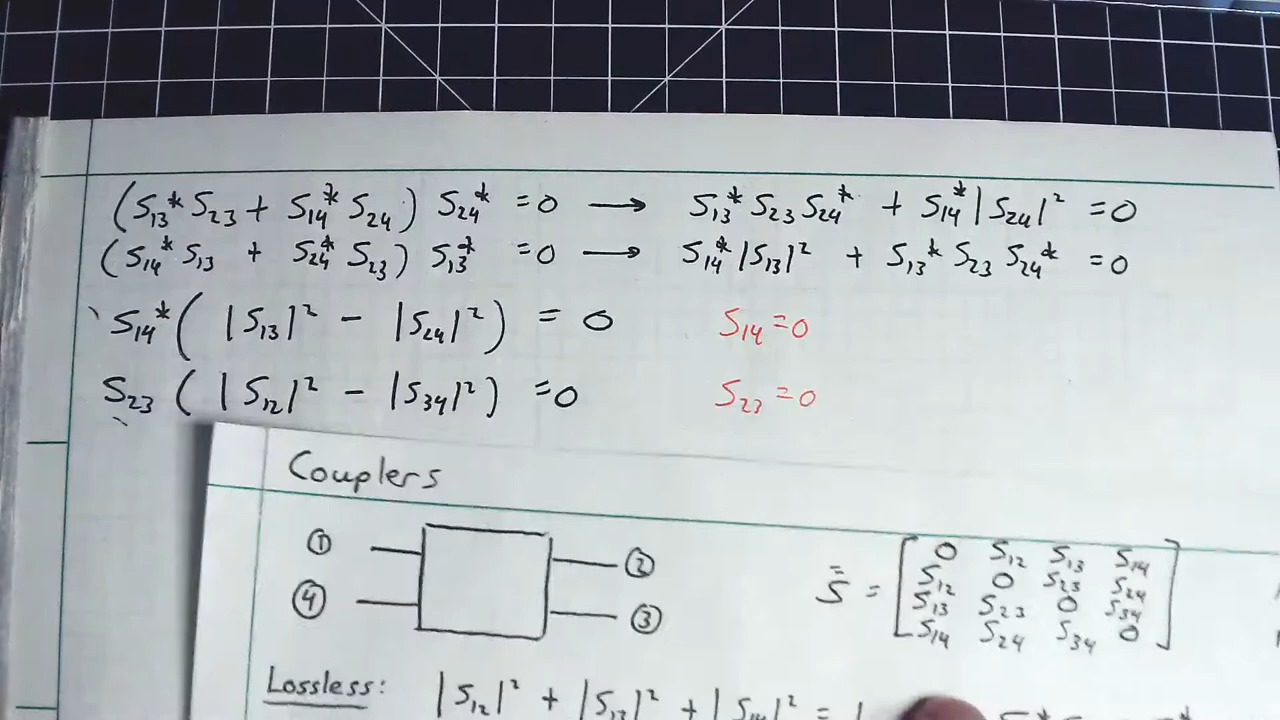 (S₁₃* S₂₃ + S₁₄* S₂₄) S₂₄* = 0 → S₁₃* S₂₃ S₂₄* + S₁₄* |S₂₄|² = 0
(S₁₄* S₁₃ + S₂₄* S₂₃) S₁₃* = 0 → S₁₄* |S₁₃|² + S₁₃* S₂₃ S₂₄* = 0
S₁₄* ( |S₁₃|² − |S₂₄|² ) = 0 S₁₄ = 0
S₂₃ ( |S₁₂|² − |S₃₄|² ) = 0 S₂₃ = 0
Couplers
① ②
④ ③
S̿ = [ 0 S₁₂ S₁₃ S₁₄
S₁₂ 0 S₂₃ S₂₄
S₁₃ S₂₃ 0 S₃₄
S₁₄ S₂₄ S₃₄ 0 ]
Lossless: |S₁₂|² + |S₁₃|² + |S₁₄|² = 1